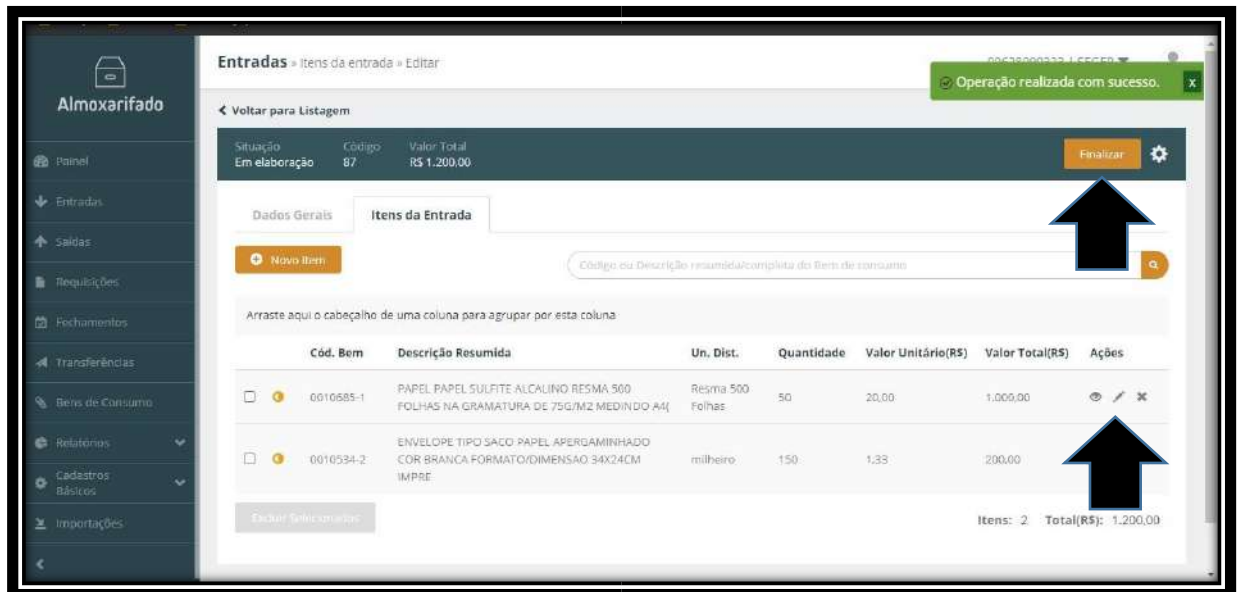 Entradas » Itens da entrada » Editar
Operação realizada com sucesso. x
Almoxarifado
Voltar para Listagem
Situação Código Valor Total
Em elaboração 87 R$ 1.200,00
Finalizar
Painel
Entradas
Saídas
Requisições
Fechamentos
Transferências
Bens de Consumo
Relatórios
Cadastros
Básicos
Importações
Dados Gerais Itens da Entrada
Novo Item
Código ou Descrição resumida/completa do Bem de consumo
Arraste aqui o cabeçalho de uma coluna para agrupar por esta coluna
Cód. Bem Descrição Resumida Un. Dist. Quantidade Valor Unitário(R$) Valor Total(R$) Ações
0010685-1 PAPEL PAPEL SULFITE ALCALINO RESMA 500 Resma 500 50 20,00 1.000,00
FOLHAS NA GRAMATURA DE 75G/M2 MEDINDO A4( Folhas
ENVELOPE TIPO SACO PAPEL APERGAMINHADO
0010534-2 COR BRANCA FORMATO/DIMENSAO 34X24CM milheiro 150 1,33 200,00
IMPRE
Excluir Selecionados
Itens: 2 Total(R$): 1.200,00